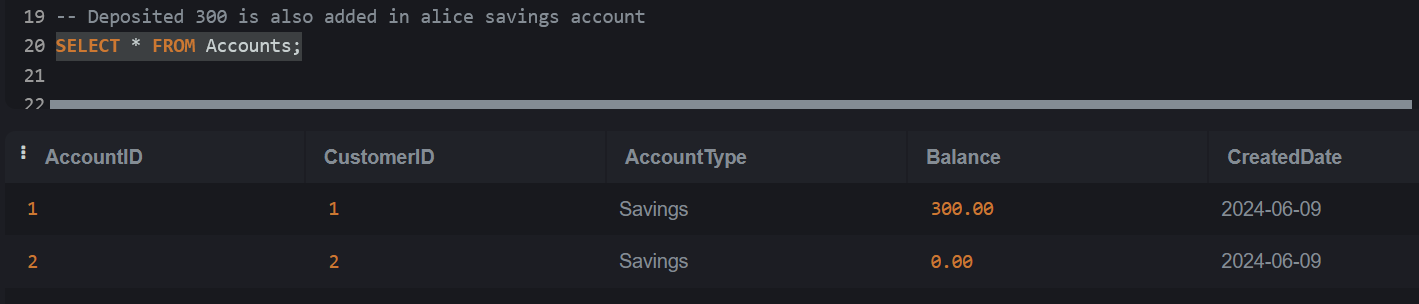 19 -- Deposited 300 is also added in alice savings account
20 SELECT * FROM Accounts;
21
22
AccountID CustomerID AccountType Balance CreatedDate
1 1 Savings 300.00 2024-06-09
2 2 Savings 0.00 2024-06-09